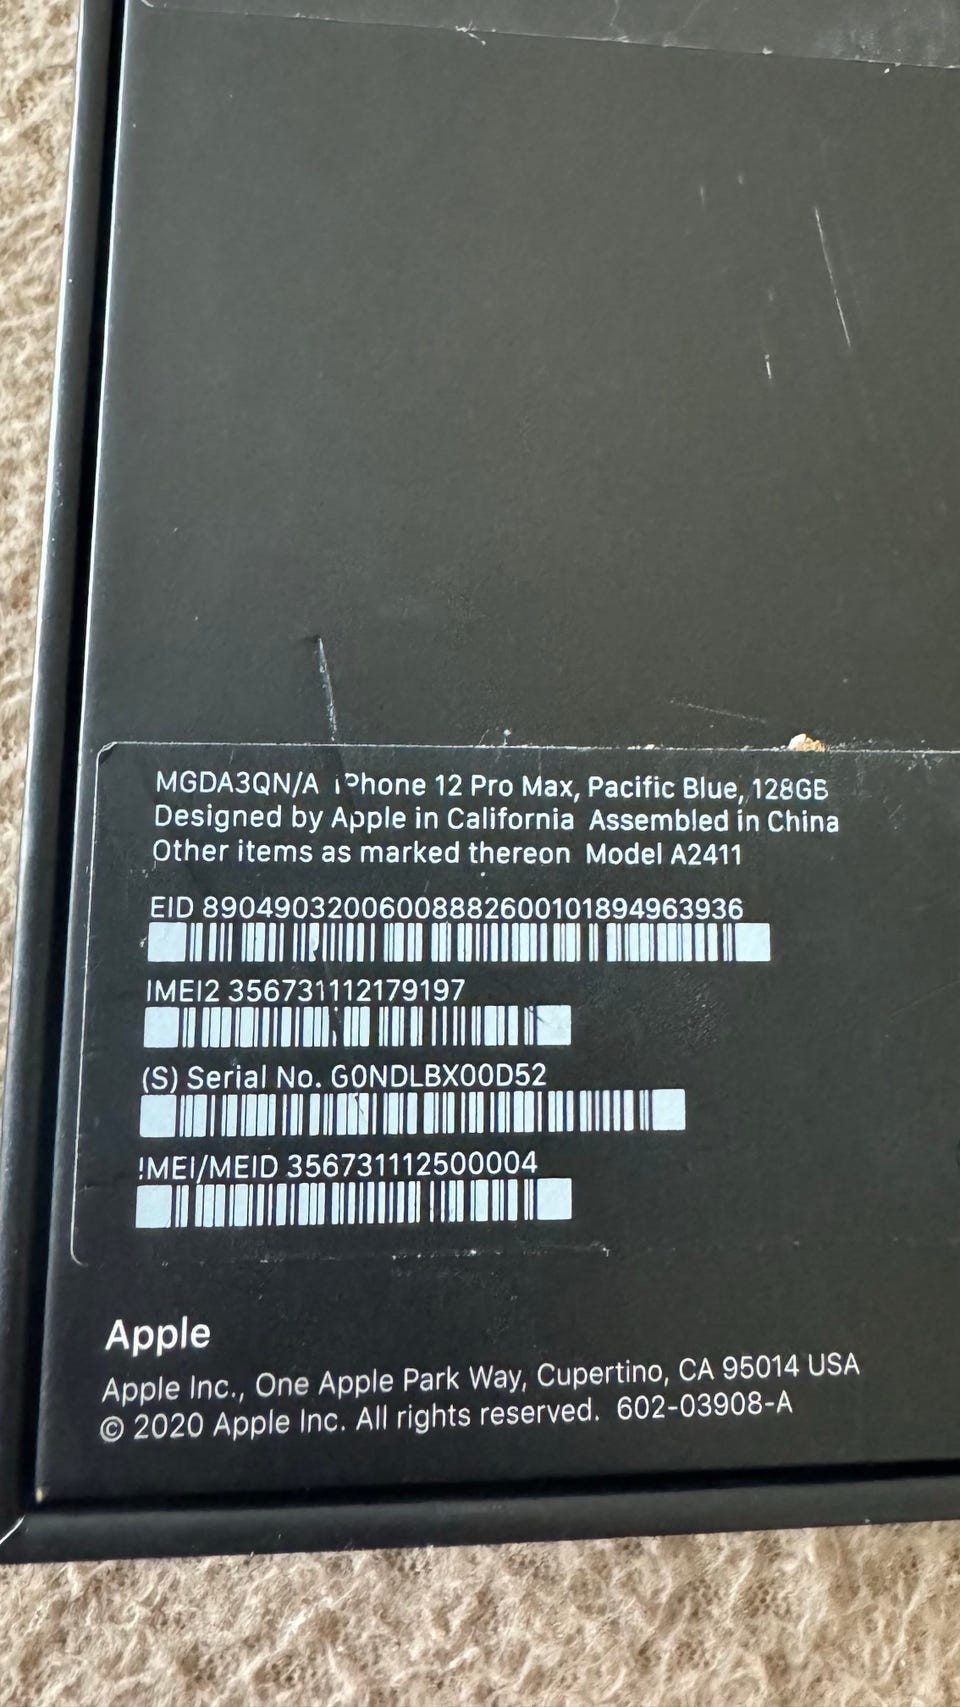 MGDA3QN/A iPhone 12 Pro Max, Pacific Blue, 128GB
Designed by Apple in California Assembled in China
Other items as marked thereon Model A2411
EID 89049032006008882600101894963936
IMEI2 356731112179197
(S) Serial No. G0NDLBX00D52
IMEI/MEID 356731112500004
Apple
Apple Inc., One Apple Park Way, Cupertino, CA 95014 USA
© 2020 Apple Inc. All rights reserved. 602-03908-A